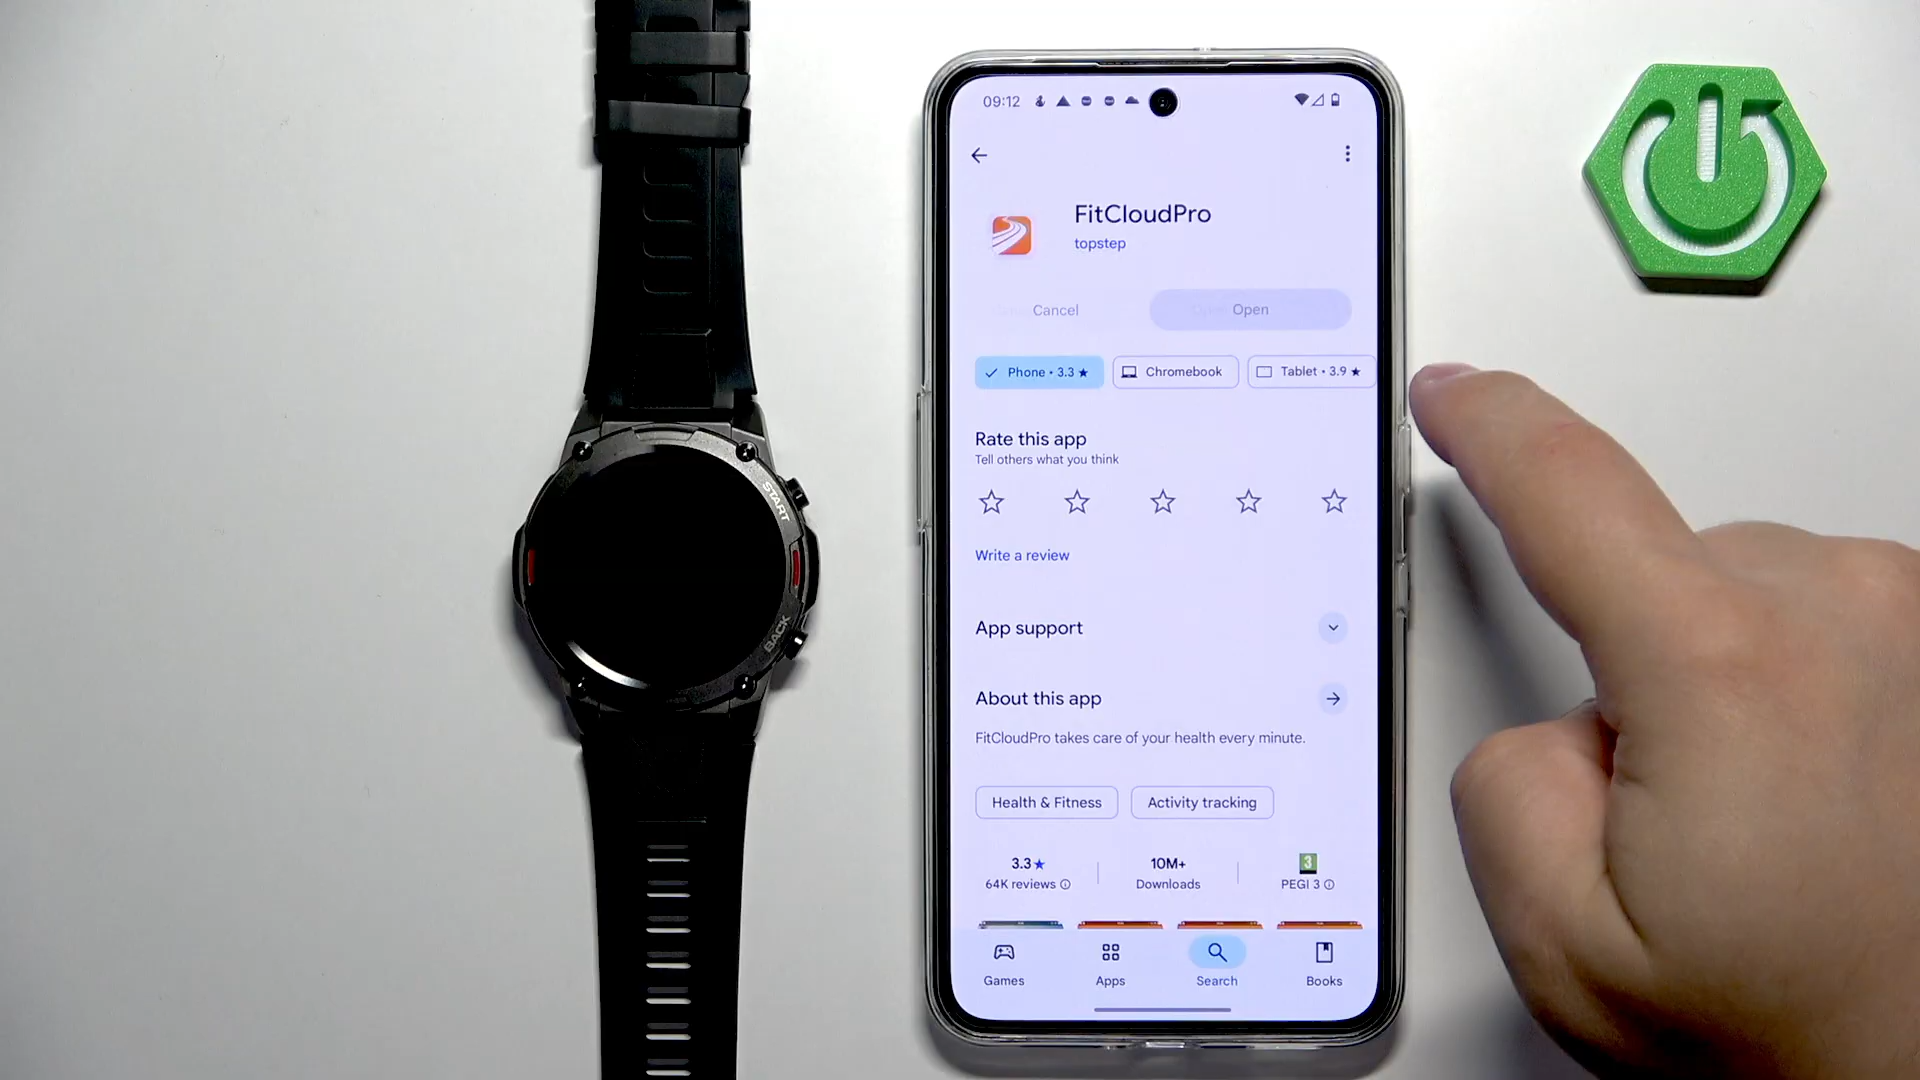 09:12
FitCloudPro
topstep
Cancel
Open
Phone • 3.3 ★
Chromebook
Tablet • 3.9 ★
Rate this app
Tell others what you think
Write a review
App support
About this app
FitCloudPro takes care of your health every minute.
Health & Fitness
Activity tracking
3.3★
64K reviews
10M+
Downloads
3
PEGI 3
Games
Apps
Search
Books
START
BACK